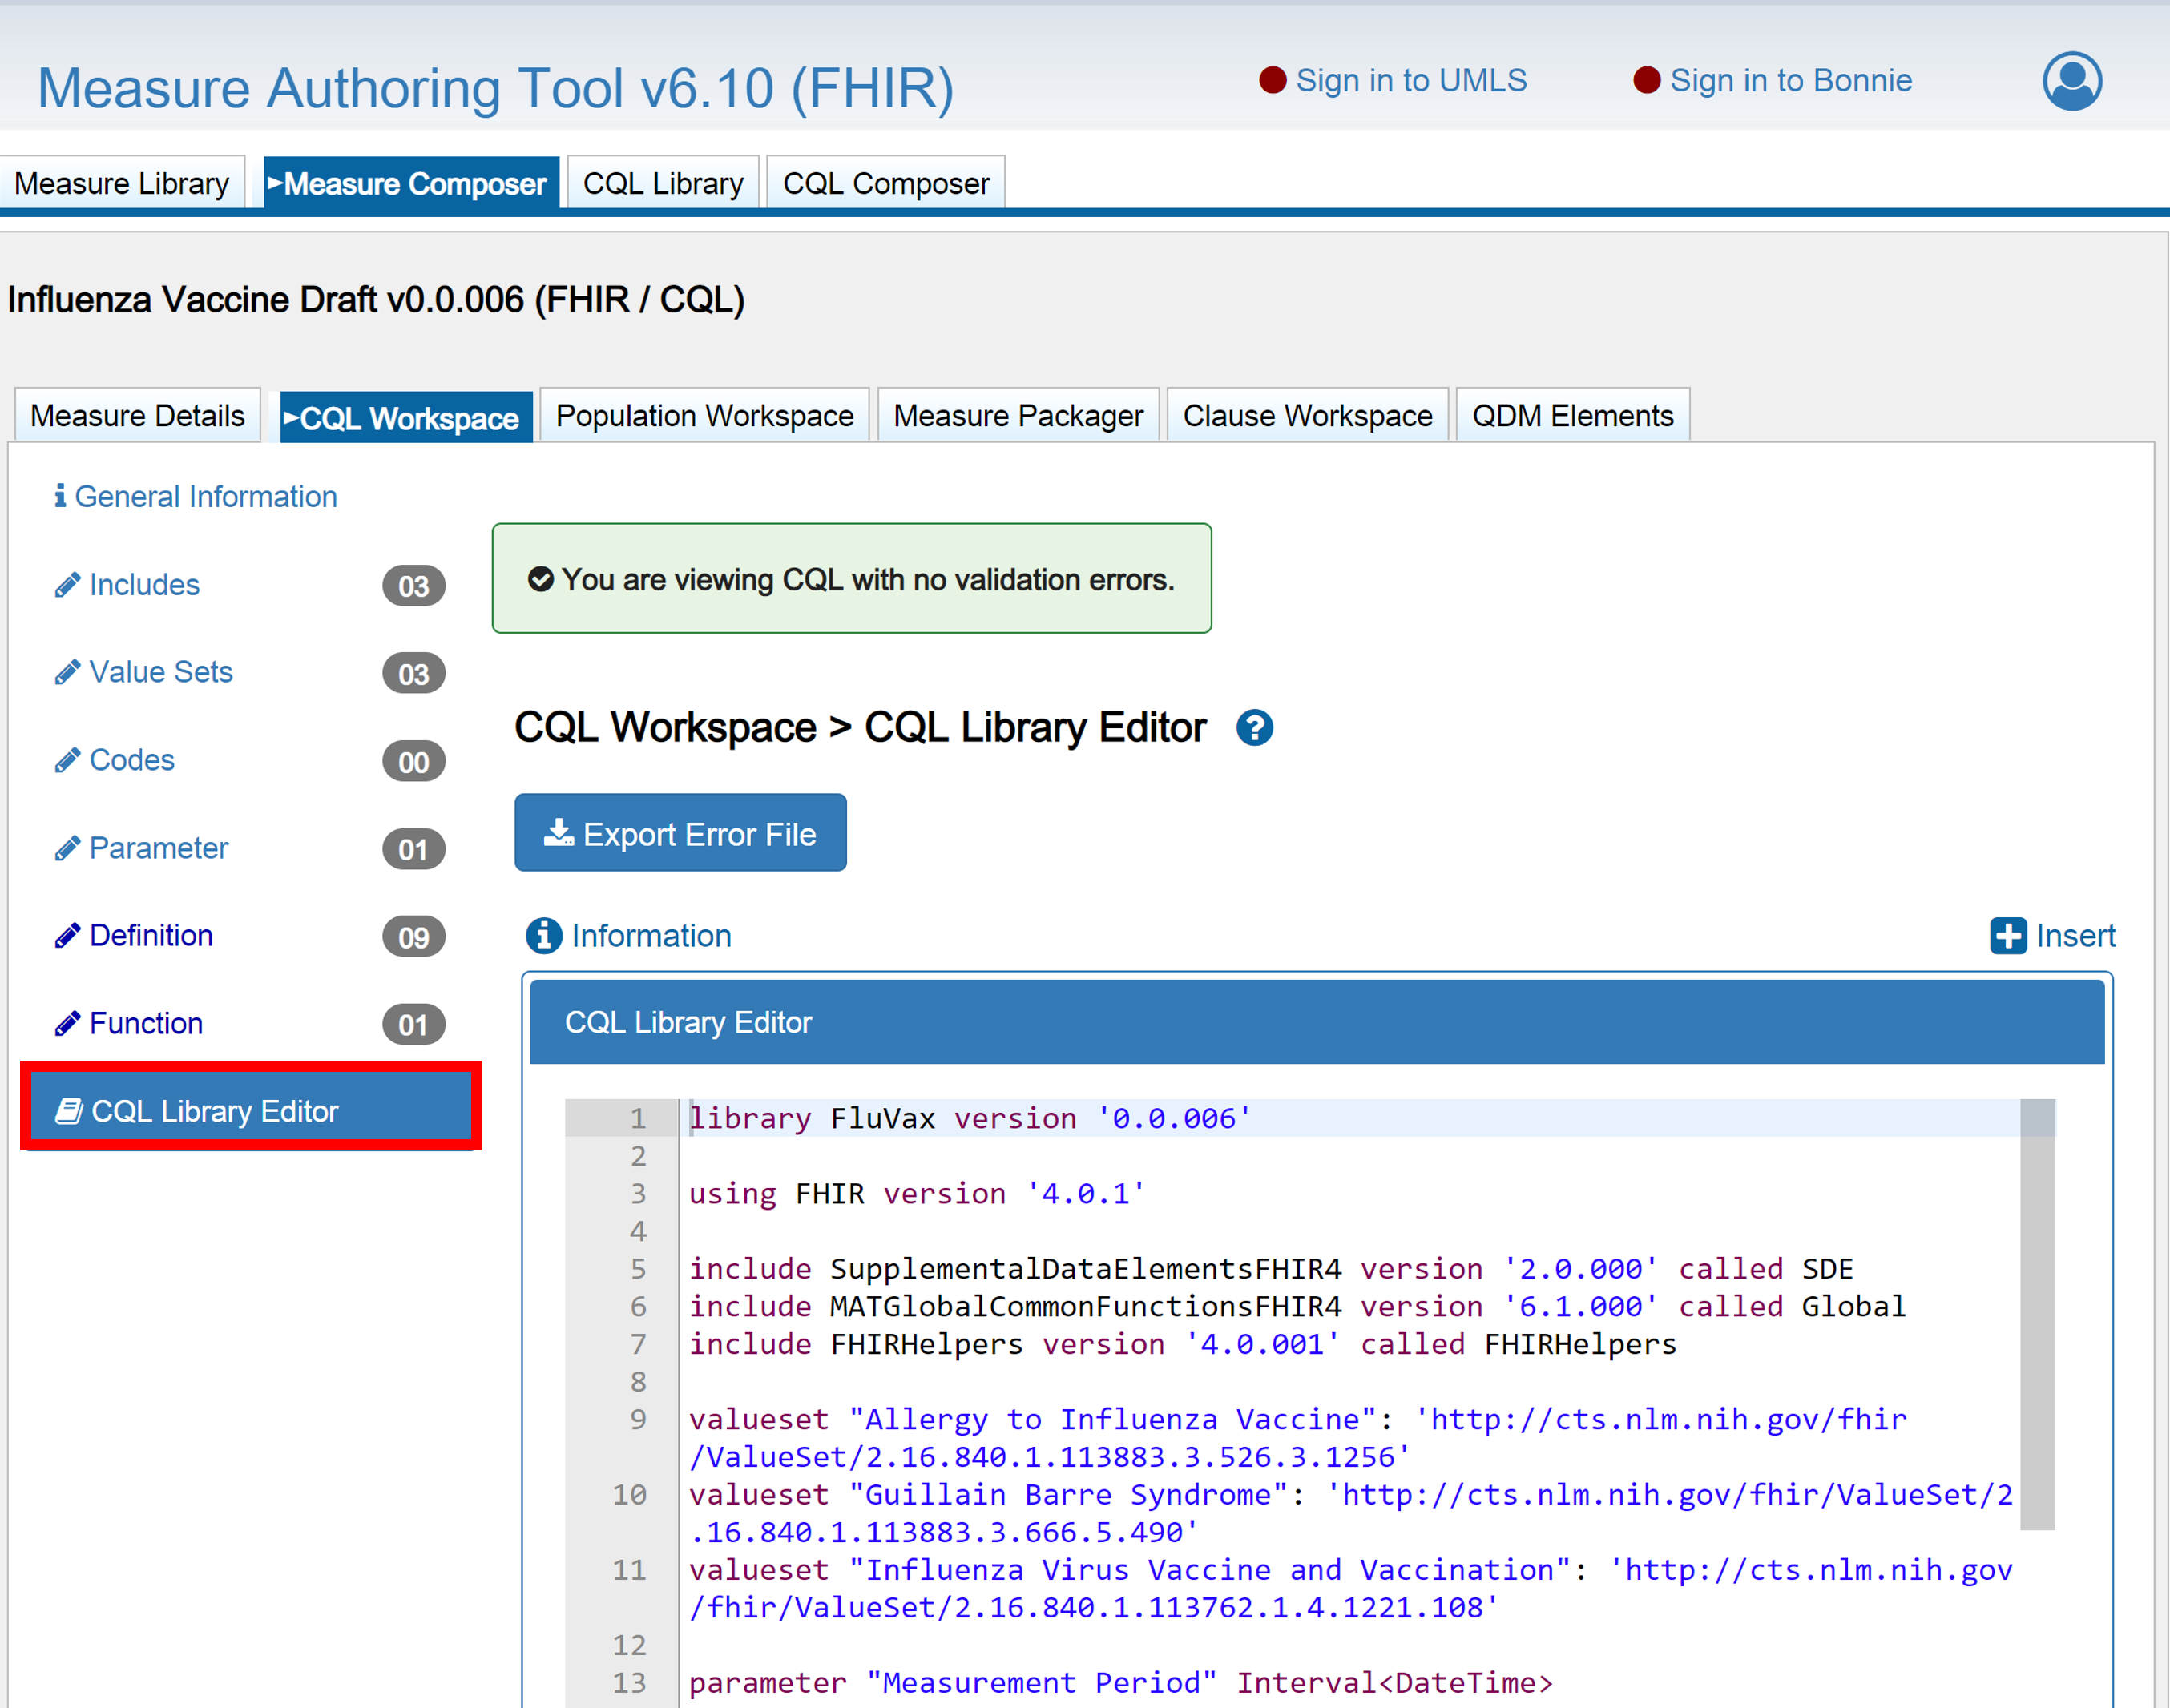 Measure Authoring Tool v6.10 (FHIR)
Sign in to UMLS
Sign in to Bonnie
Measure Library
Measure Composer
CQL Library
CQL Composer
Influenza Vaccine Draft v0.0.006 (FHIR / CQL)
Measure Details
CQL Workspace
Population Workspace
Measure Packager
Clause Workspace
QDM Elements
General Information
Includes 03
Value Sets 03
Codes 00
Parameter 01
Definition 09
Function 01
CQL Library Editor
You are viewing CQL with no validation errors.
CQL Workspace > CQL Library Editor
Export Error File
Information
Insert
CQL Library Editor
1 library FluVax version '0.0.006'
2
3 using FHIR version '4.0.1'
4
5 include SupplementalDataElementsFHIR4 version '2.0.000' called SDE
6 include MATGlobalCommonFunctionsFHIR4 version '6.1.000' called Global
7 include FHIRHelpers version '4.0.001' called FHIRHelpers
8
9 valueset "Allergy to Influenza Vaccine": 'http://cts.nlm.nih.gov/fhir
/ValueSet/2.16.840.1.113883.3.526.3.1256'
10 valueset "Guillain Barre Syndrome": 'http://cts.nlm.nih.gov/fhir/ValueSet/2
.16.840.1.113883.3.666.5.490'
11 valueset "Influenza Virus Vaccine and Vaccination": 'http://cts.nlm.nih.gov
/fhir/ValueSet/2.16.840.1.113762.1.4.1221.108'
12
13 parameter "Measurement Period" Interval<DateTime>